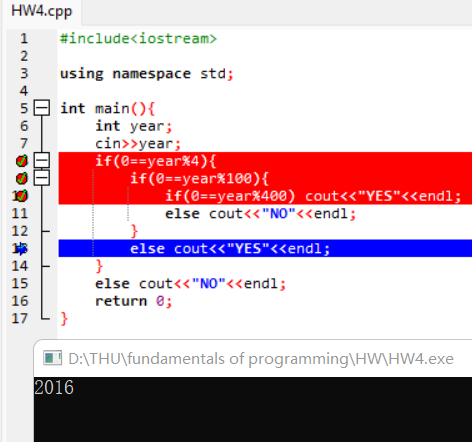 HW4.cpp
1 #include<iostream>
2
3 using namespace std;
4
5 int main(){
6 int year;
7 cin>>year;
if(0==year%4){
if(0==year%100){
10 if(0==year%400) cout<<"YES"<<endl;
11 else cout<<"NO"<<endl;
12 }
13 else cout<<"YES"<<endl;
14 }
15 else cout<<"NO"<<endl;
16 return 0;
17 }
D:\THU\fundamentals of programming\HW\HW4.exe
2016